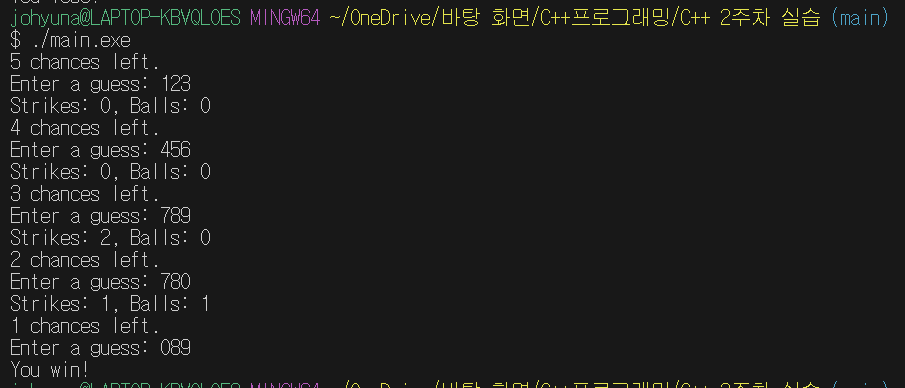 johyuna@LAPTOP-KBVQLOES MINGW64 ~/OneDrive/바탕 화면/C++프로그래밍/C++ 2주차 실습 (main)
$ ./main.exe
5 chances left.
Enter a guess: 123
Strikes: 0, Balls: 0
4 chances left.
Enter a guess: 456
Strikes: 0, Balls: 0
3 chances left.
Enter a guess: 789
Strikes: 2, Balls: 0
2 chances left.
Enter a guess: 780
Strikes: 1, Balls: 1
1 chances left.
Enter a guess: 089
You win!